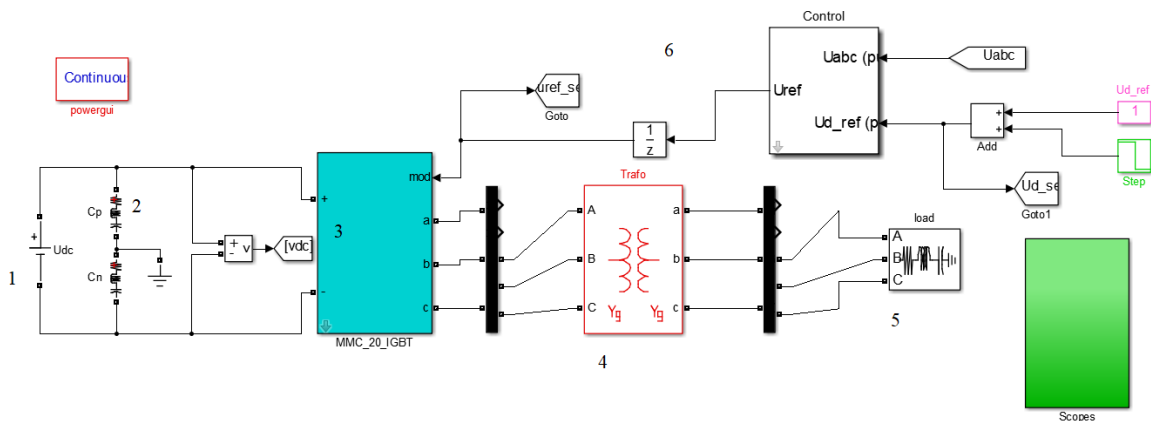 Control
6
Uabc (p
Uabc
Continuou
powergui
uref_se
Goto
Uref
Ud_ref
1
Ud_ref (p
+
+
Add
1
z
Step
Ud_se
Goto1
mod
Trafo
+
Cp
2
+
Udc
1
+
-
v
[vdc]
3
a
b
c
Cn
-
MMC_20_IGBT
A
B
C
Yg
Yg
a
b
c
4
load
A
B
C
5
Scopes